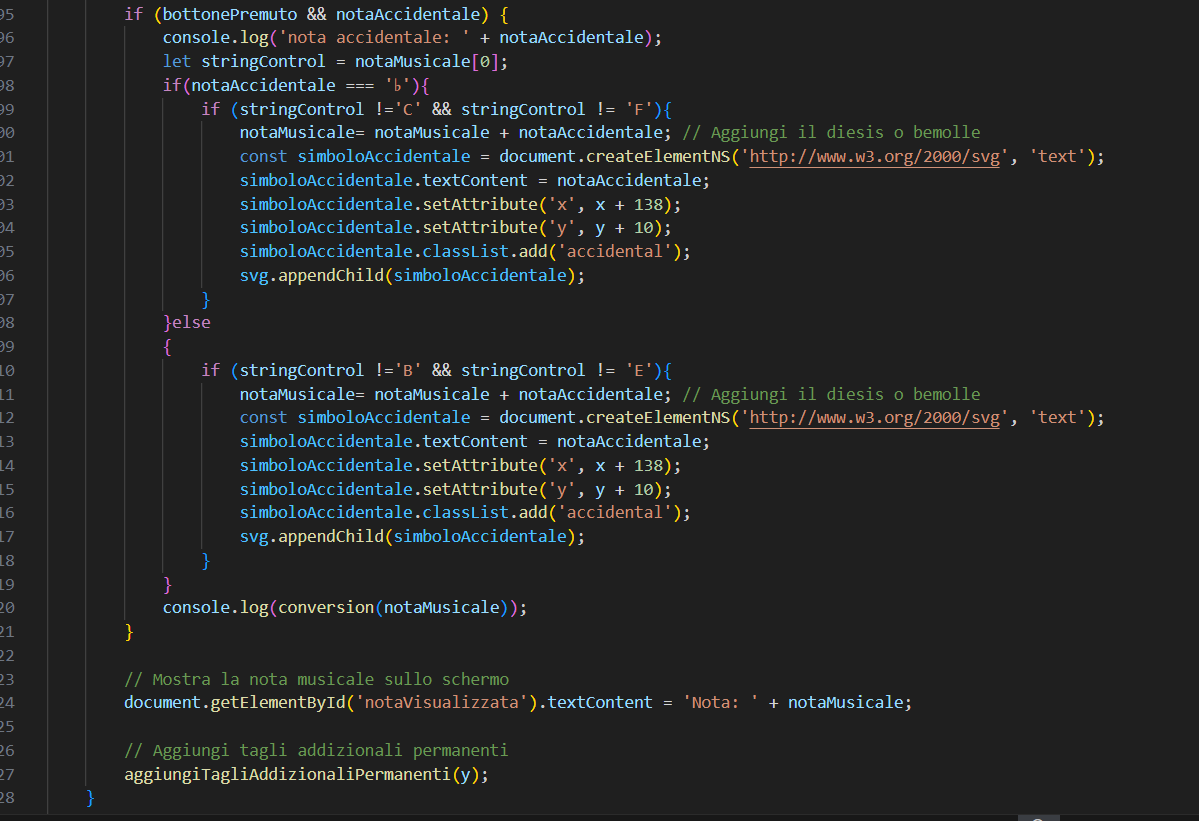 95 if (bottonePremuto && notaAccidentale) {
96 console.log('nota accidentale: ' + notaAccidentale);
97 let stringControl = notaMusicale[0];
98 if(notaAccidentale === '♭'){
99 if (stringControl !='C' && stringControl != 'F'){
00 notaMusicale= notaMusicale + notaAccidentale; // Aggiungi il diesis o bemolle
01 const simboloAccidentale = document.createElementNS('http://www.w3.org/2000/svg', 'text');
02 simboloAccidentale.textContent = notaAccidentale;
03 simboloAccidentale.setAttribute('x', x + 138);
04 simboloAccidentale.setAttribute('y', y + 10);
05 simboloAccidentale.classList.add('accidental');
06 svg.appendChild(simboloAccidentale);
07 }
08 }else
09 {
10 if (stringControl !='B' && stringControl != 'E'){
11 notaMusicale= notaMusicale + notaAccidentale; // Aggiungi il diesis o bemolle
12 const simboloAccidentale = document.createElementNS('http://www.w3.org/2000/svg', 'text');
13 simboloAccidentale.textContent = notaAccidentale;
14 simboloAccidentale.setAttribute('x', x + 138);
15 simboloAccidentale.setAttribute('y', y + 10);
16 simboloAccidentale.classList.add('accidental');
17 svg.appendChild(simboloAccidentale);
18 }
19 }
20 console.log(conversion(notaMusicale));
21 }
22
23 // Mostra la nota musicale sullo schermo
24 document.getElementById('notaVisualizzata').textContent = 'Nota: ' + notaMusicale;
25
26 // Aggiungi tagli addizionali permanenti
27 aggiungiTagliAddizionaliPermanenti(y);
28 }